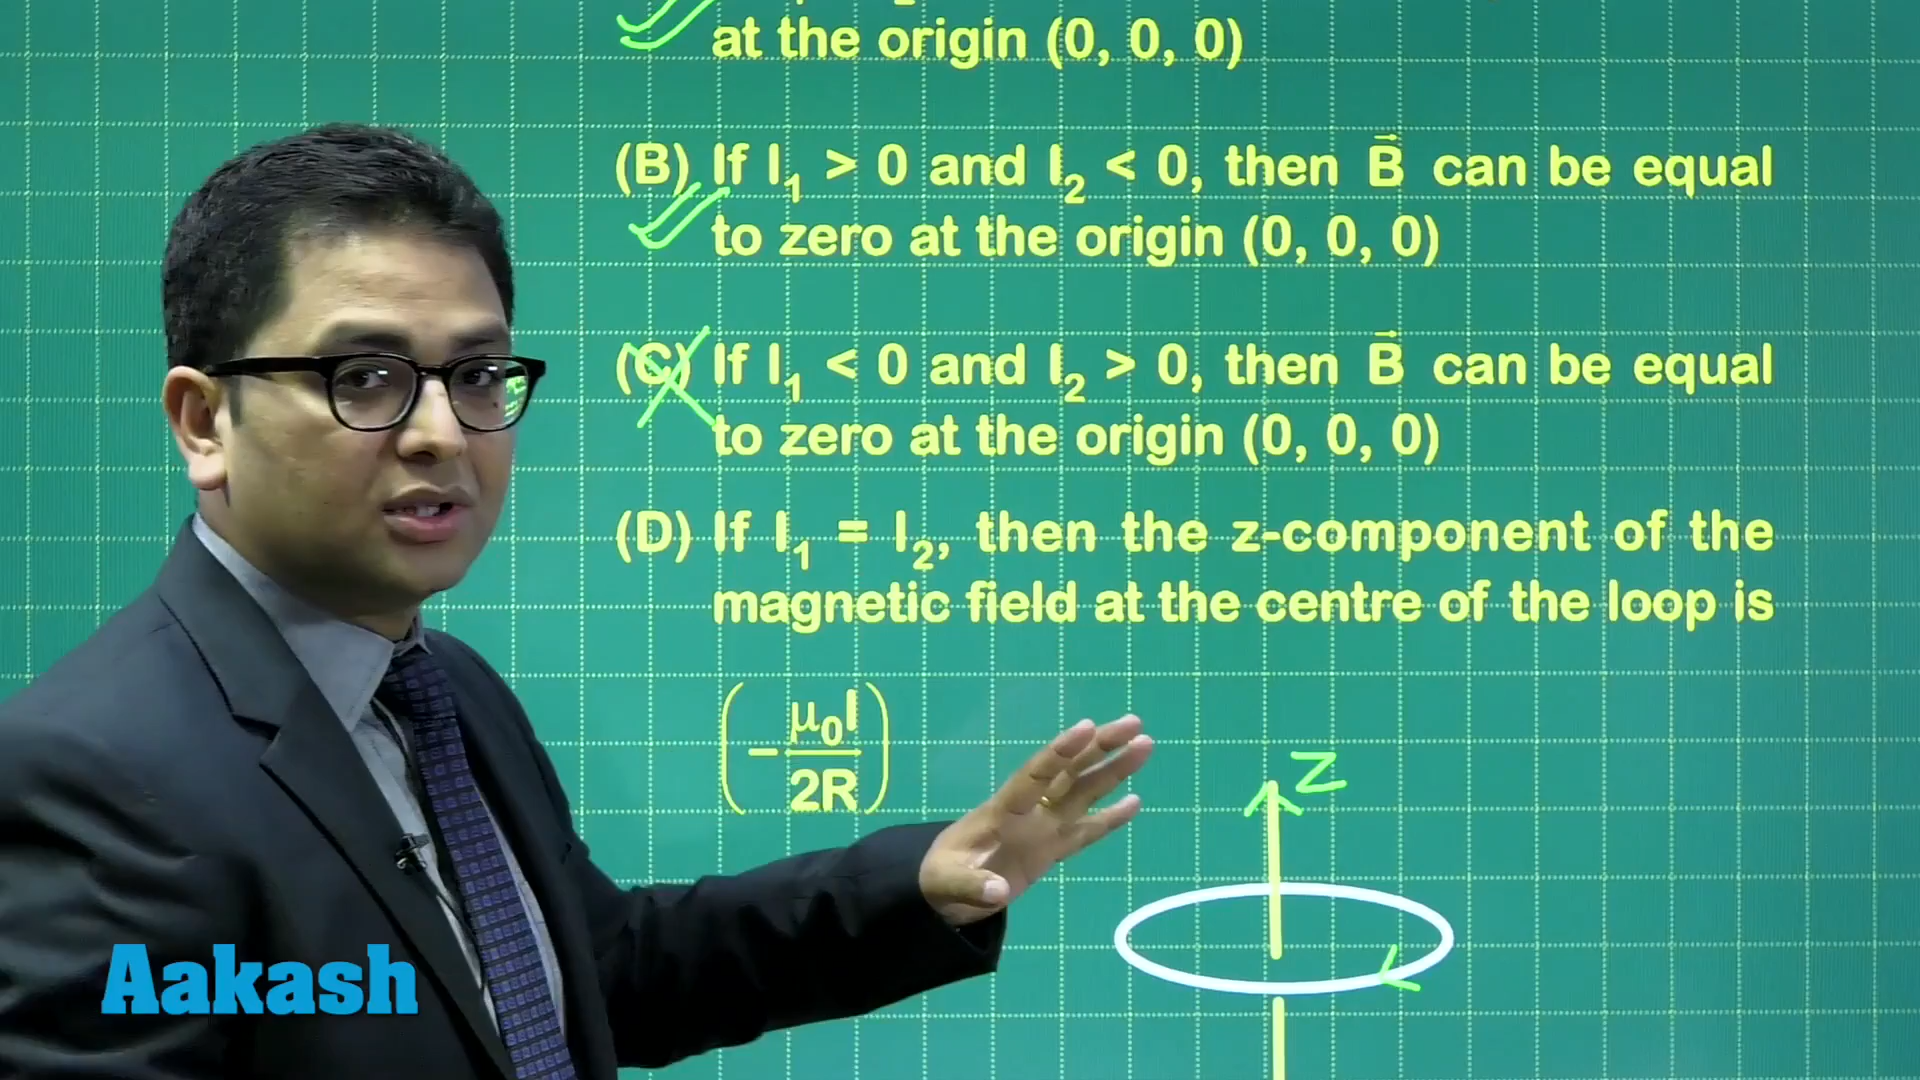 at the origin (0, 0, 0)
(B) If I₁ > 0 and I₂ < 0, then B⃗ can be equal
to zero at the origin (0, 0, 0)
(C) If I₁ < 0 and I₂ > 0, then B⃗ can be equal
to zero at the origin (0, 0, 0)
(D) If I₁ = I₂, then the z-component of the
magnetic field at the centre of the loop is
(-μ₀I/2R)
Z
Aakash